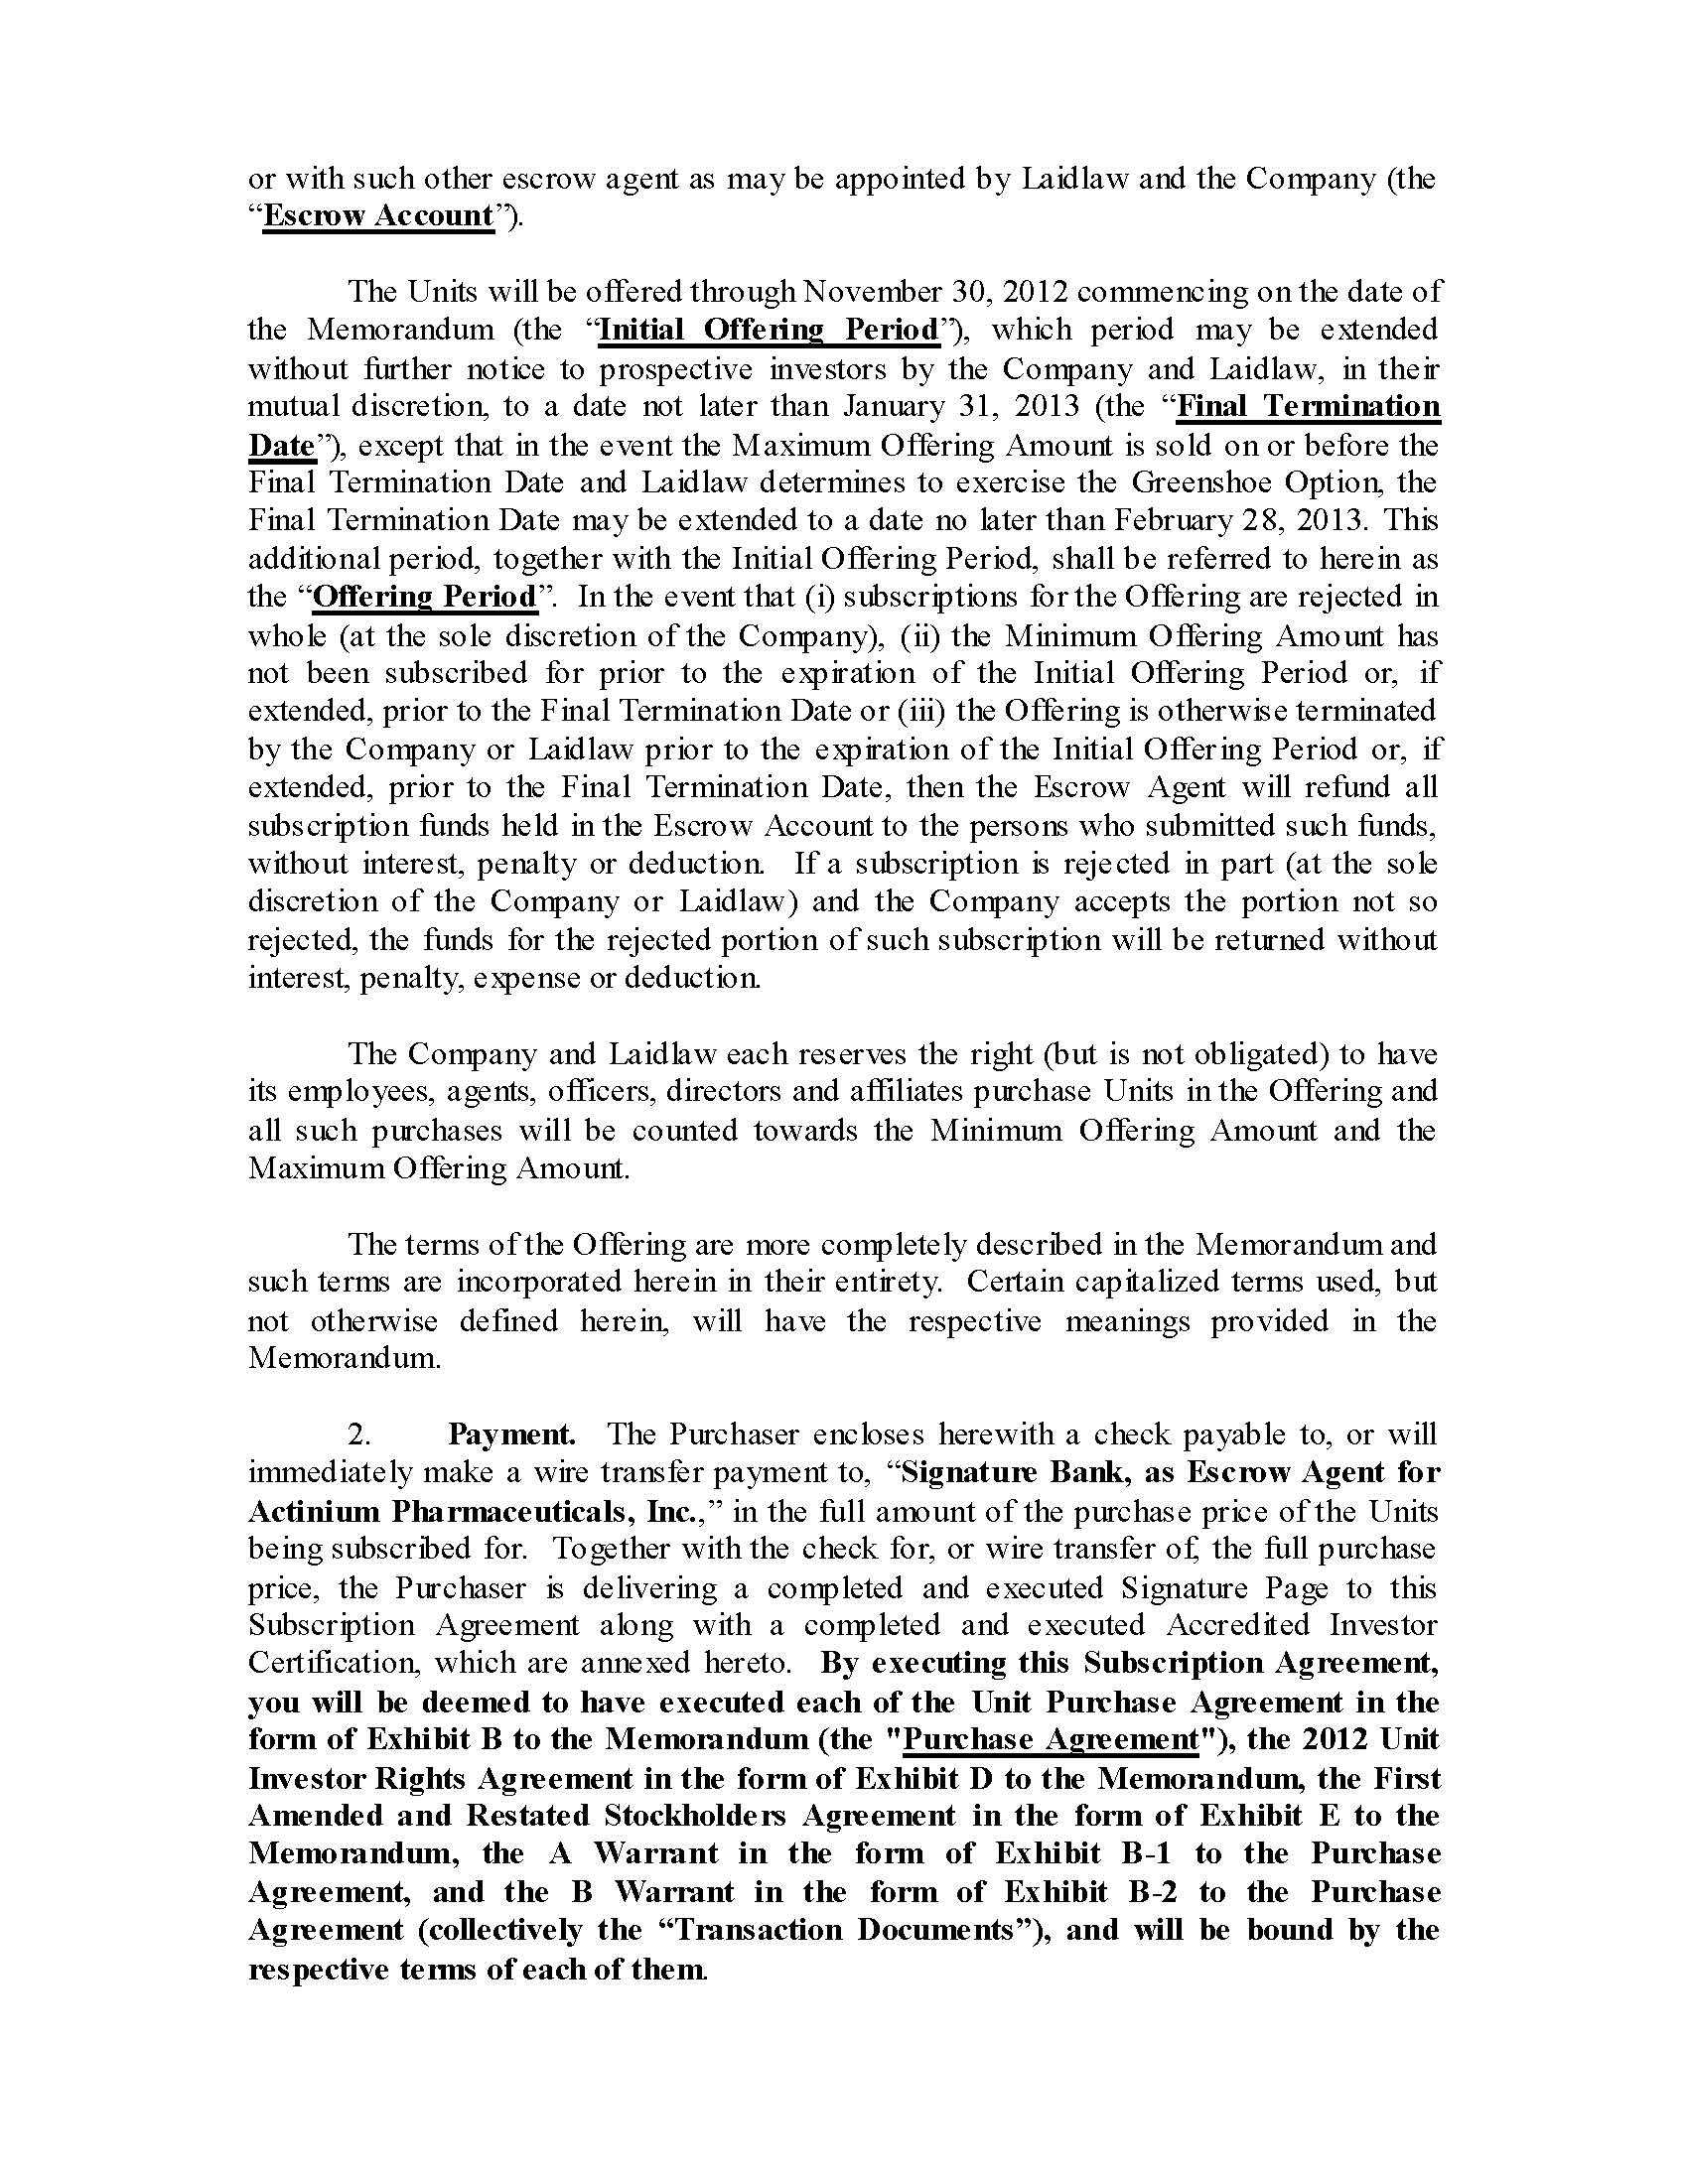 or with such other escrow agent as may be appointed by Laidlaw and the Company (the
“Escrow Account”).
The Units will be offered through November 30, 2012 commencing on the date of
the Memorandum (the “Initial Offering Period”), which period may be extended
without further notice to prospective investors by the Company and Laidlaw, in their
mutual discretion, to a date not later than January 31, 2013 (the “Final Termination
Date”), except that in the event the Maximum Offering Amount is sold on or before the
Final Termination Date and Laidlaw determines to exercise the Greenshoe Option, the
Final Termination Date may be extended to a date no later than February 28, 2013. This
additional period, together with the Initial Offering Period, shall be referred to herein as
the “Offering Period”. In the event that (i) subscriptions for the Offering are rejected in
whole (at the sole discretion of the Company), (ii) the Minimum Offering Amount has
not been subscribed for prior to the expiration of the Initial Offering Period or, if
extended, prior to the Final Termination Date or (iii) the Offering is otherwise terminated
by the Company or Laidlaw prior to the expiration of the Initial Offering Period or, if
extended, prior to the Final Termination Date, then the Escrow Agent will refund all
subscription funds held in the Escrow Account to the persons who submitted such funds,
without interest, penalty or deduction. If a subscription is rejected in part (at the sole
discretion of the Company or Laidlaw) and the Company accepts the portion not so
rejected, the funds for the rejected portion of such subscription will be returned without
interest, penalty, expense or deduction.
The Company and Laidlaw each reserves the right (but is not obligated) to have
its employees, agents, officers, directors and affiliates purchase Units in the Offering and
all such purchases will be counted towards the Minimum Offering Amount and the
Maximum Offering Amount.
The terms of the Offering are more completely described in the Memorandum and
such terms are incorporated herein in their entirety. Certain capitalized terms used, but
not otherwise defined herein, will have the respective meanings provided in the
Memorandum.
2. Payment. The Purchaser encloses herewith a check payable to, or will
immediately make a wire transfer payment to, “Signature Bank, as Escrow Agent for
Actinium Pharmaceuticals, Inc.,” in the full amount of the purchase price of the Units
being subscribed for. Together with the check for, or wire transfer of, the full purchase
price, the Purchaser is delivering a completed and executed Signature Page to this
Subscription Agreement along with a completed and executed Accredited Investor
Certification, which are annexed hereto. By executing this Subscription Agreement,
you will be deemed to have executed each of the Unit Purchase Agreement in the
form of Exhibit B to the Memorandum (the "Purchase Agreement"), the 2012 Unit
Investor Rights Agreement in the form of Exhibit D to the Memorandum, the First
Amended and Restated Stockholders Agreement in the form of Exhibit E to the
Memorandum, the A Warrant in the form of Exhibit B-1 to the Purchase
Agreement, and the B Warrant in the form of Exhibit B-2 to the Purchase
Agreement (collectively the “Transaction Documents”), and will be bound by the
respective terms of each of them.